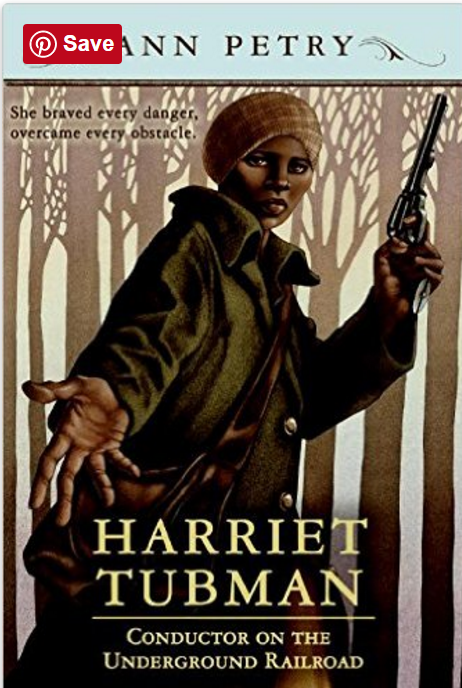 Save
ANN PETRY
She braved every danger,
overcame every obstacle.
HARRIET
TUBMAN
CONDUCTOR ON THE
UNDERGROUND RAILROAD